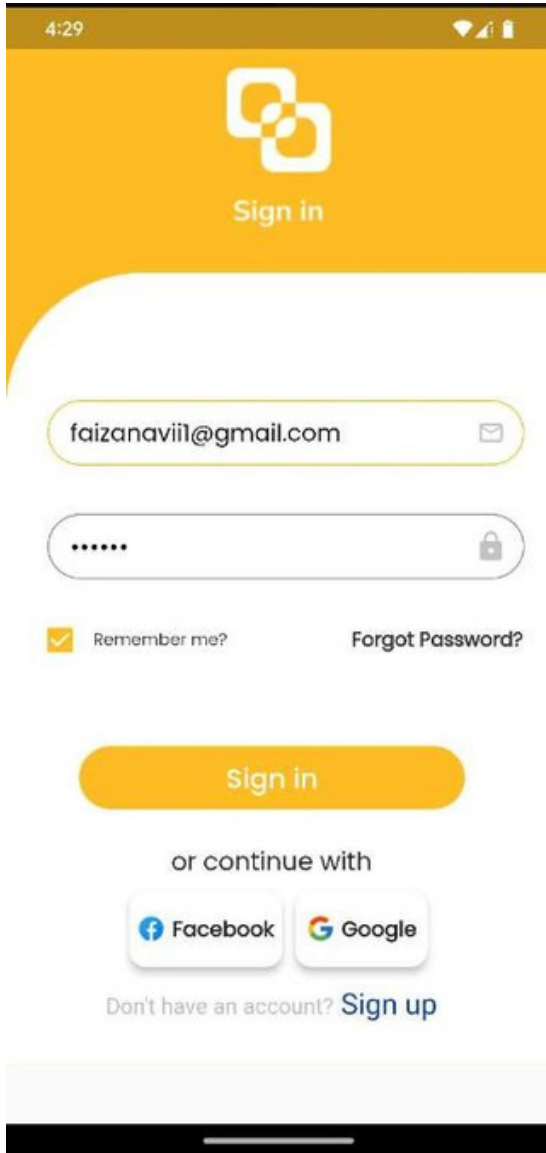 4:29
Sign in
faizanavii1@gmail.com
••••••
Remember me? Forgot Password?
Sign in
or continue with
Facebook Google
Don't have an account? Sign up